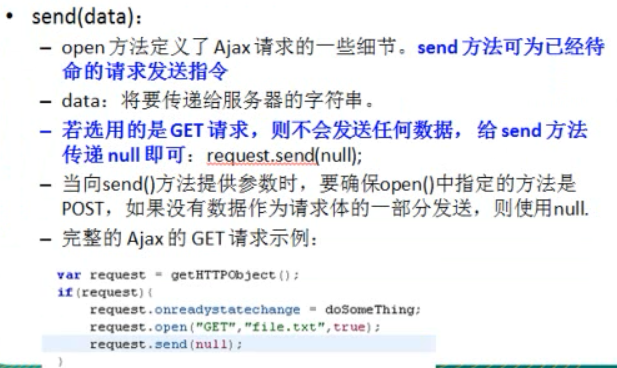 • send(data)：
– open 方法定义了 Ajax 请求的一些细节。send 方法可为已经待
命的请求发送指令
– data：将要传递给服务器的字符串。
– 若选用的是 GET 请求，则不会发送任何数据， 给 send 方法
传递 null 即可：request.send(null);
– 当向send()方法提供参数时，要确保open()中指定的方法是
POST，如果没有数据作为请求体的一部分发送，则使用null.
– 完整的 Ajax 的 GET 请求示例：
var request = getHTTPObject();
if(request){
request.onreadystatechange = doSomeThing;
request.open("GET","file.txt",true);
request.send(null);
}